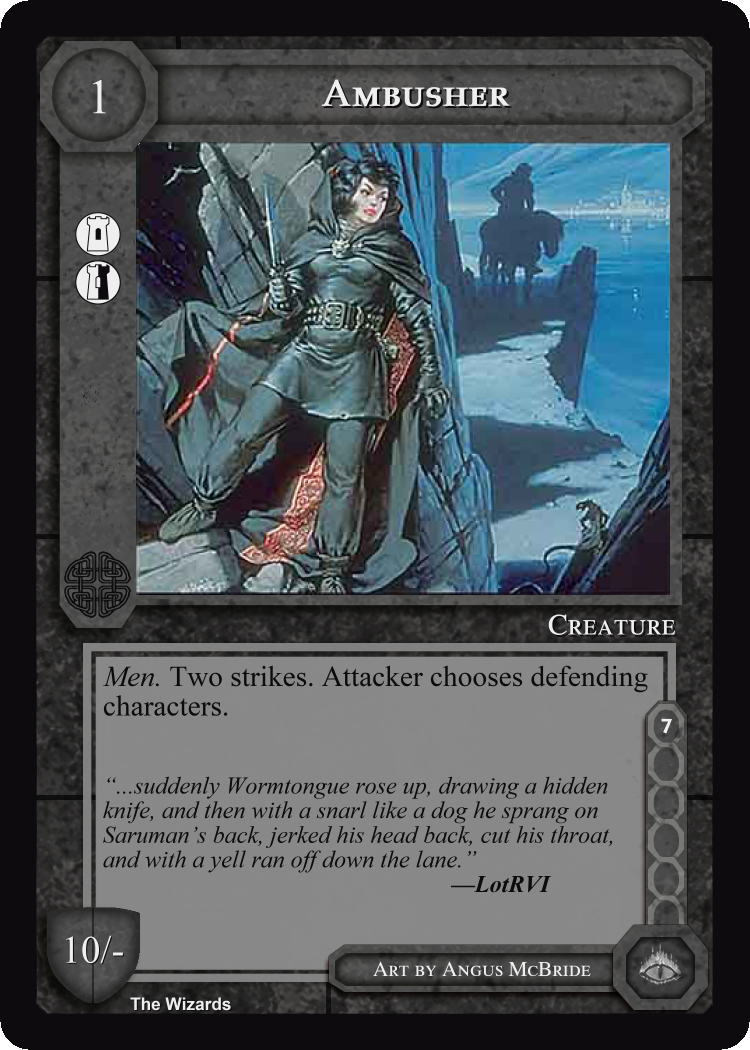 1
AMBUSHER
CREATURE
Men. Two strikes. Attacker chooses defending
characters.
7
“...suddenly Wormtongue rose up, drawing a hidden
knife, and then with a snarl like a dog he sprang on
Saruman’s back, jerked his head back, cut his throat,
and with a yell ran off down the lane.”
—LotRVI
10/-
ART BY ANGUS MCBRIDE
The Wizards